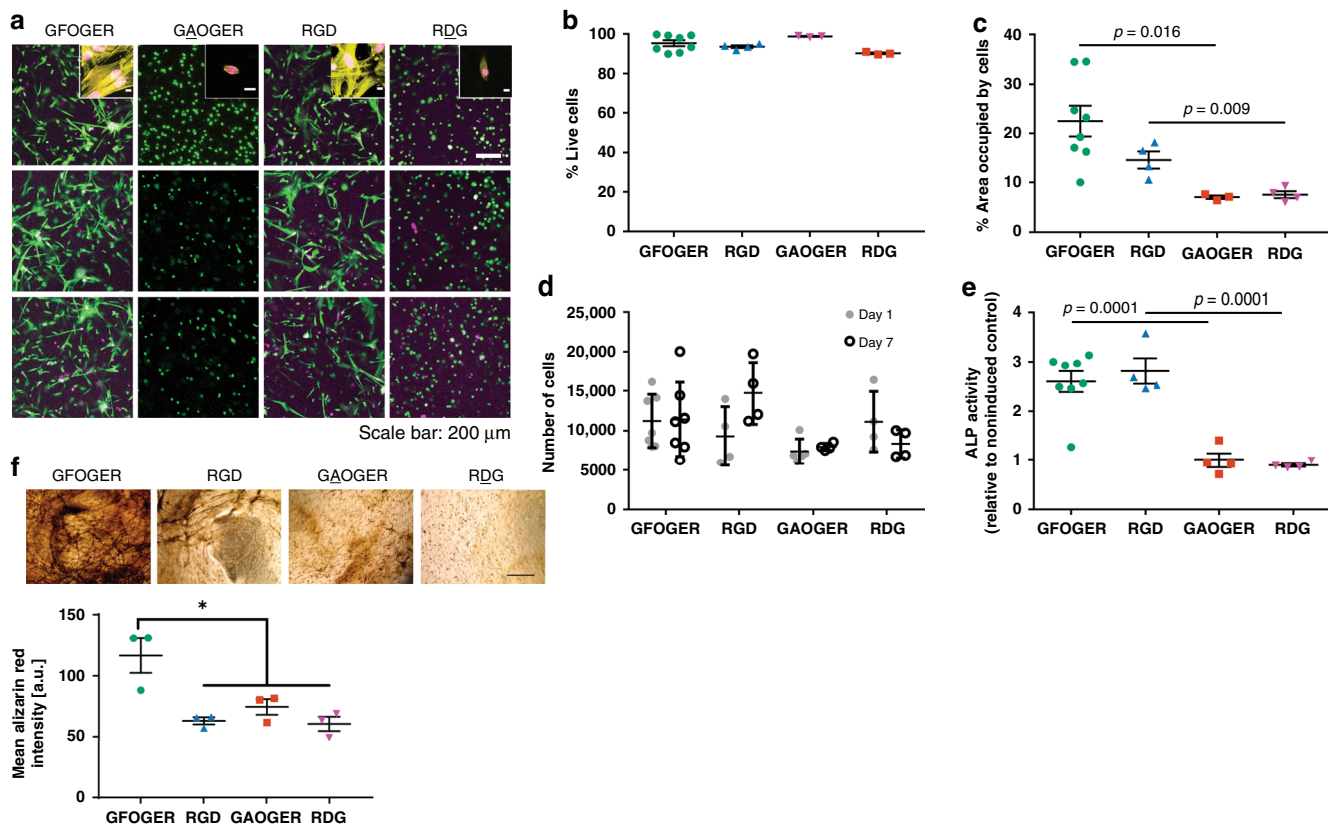 a
GFOGER GAOGER RGD RDG
Scale bar: 200 μm
b
% Live cells
100
80
60
40
20
0
GFOGER RGD GAOGER RDG
c
% Area occupied by cells
40
30
20
10
0
p = 0.016
p = 0.009
GFOGER RGD GAOGER RDG
d
Number of cells
25,000
20,000
15,000
10,000
5000
0
Day 1
Day 7
GFOGER RGD GAOGER RDG
e
ALP activity
(relative to noninduced control)
4
3
2
1
0
p = 0.0001
p = 0.0001
GFOGER RGD GAOGER RDG
f
GFOGER RGD GAOGER RDG
Mean alizarin red
intensity [a.u.]
150
100
50
0
*
GFOGER RGD GAOGER RDG